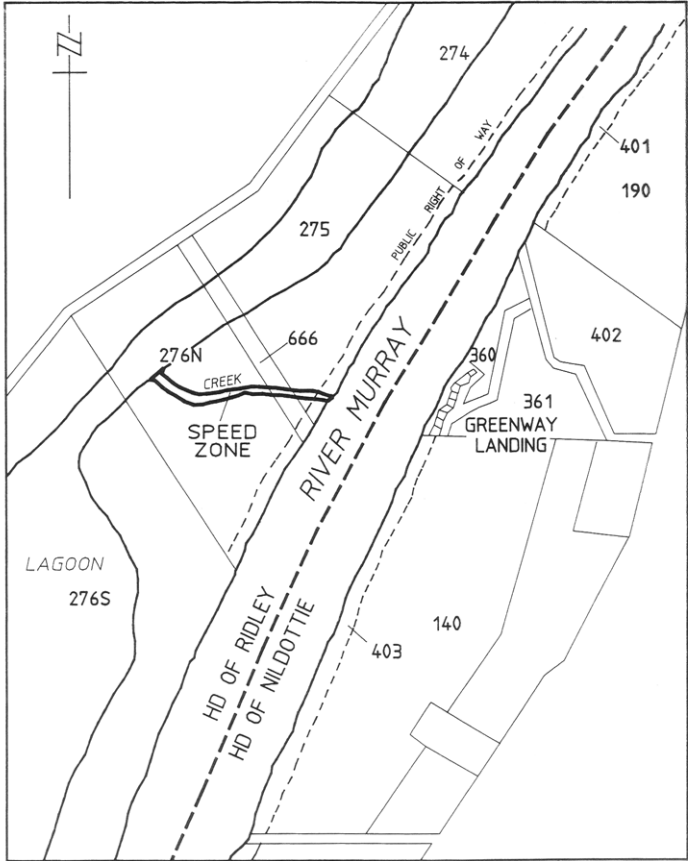 N
274
PUBLIC RIGHT OF WAY
401
190
275
402
666
276N
360
CREEK
361
SPEED
ZONE
GREENWAY
LANDING
RIVER MURRAY
LAGOON
276S
HD OF RIDLEY
HD OF NILDOTTIE
140
403